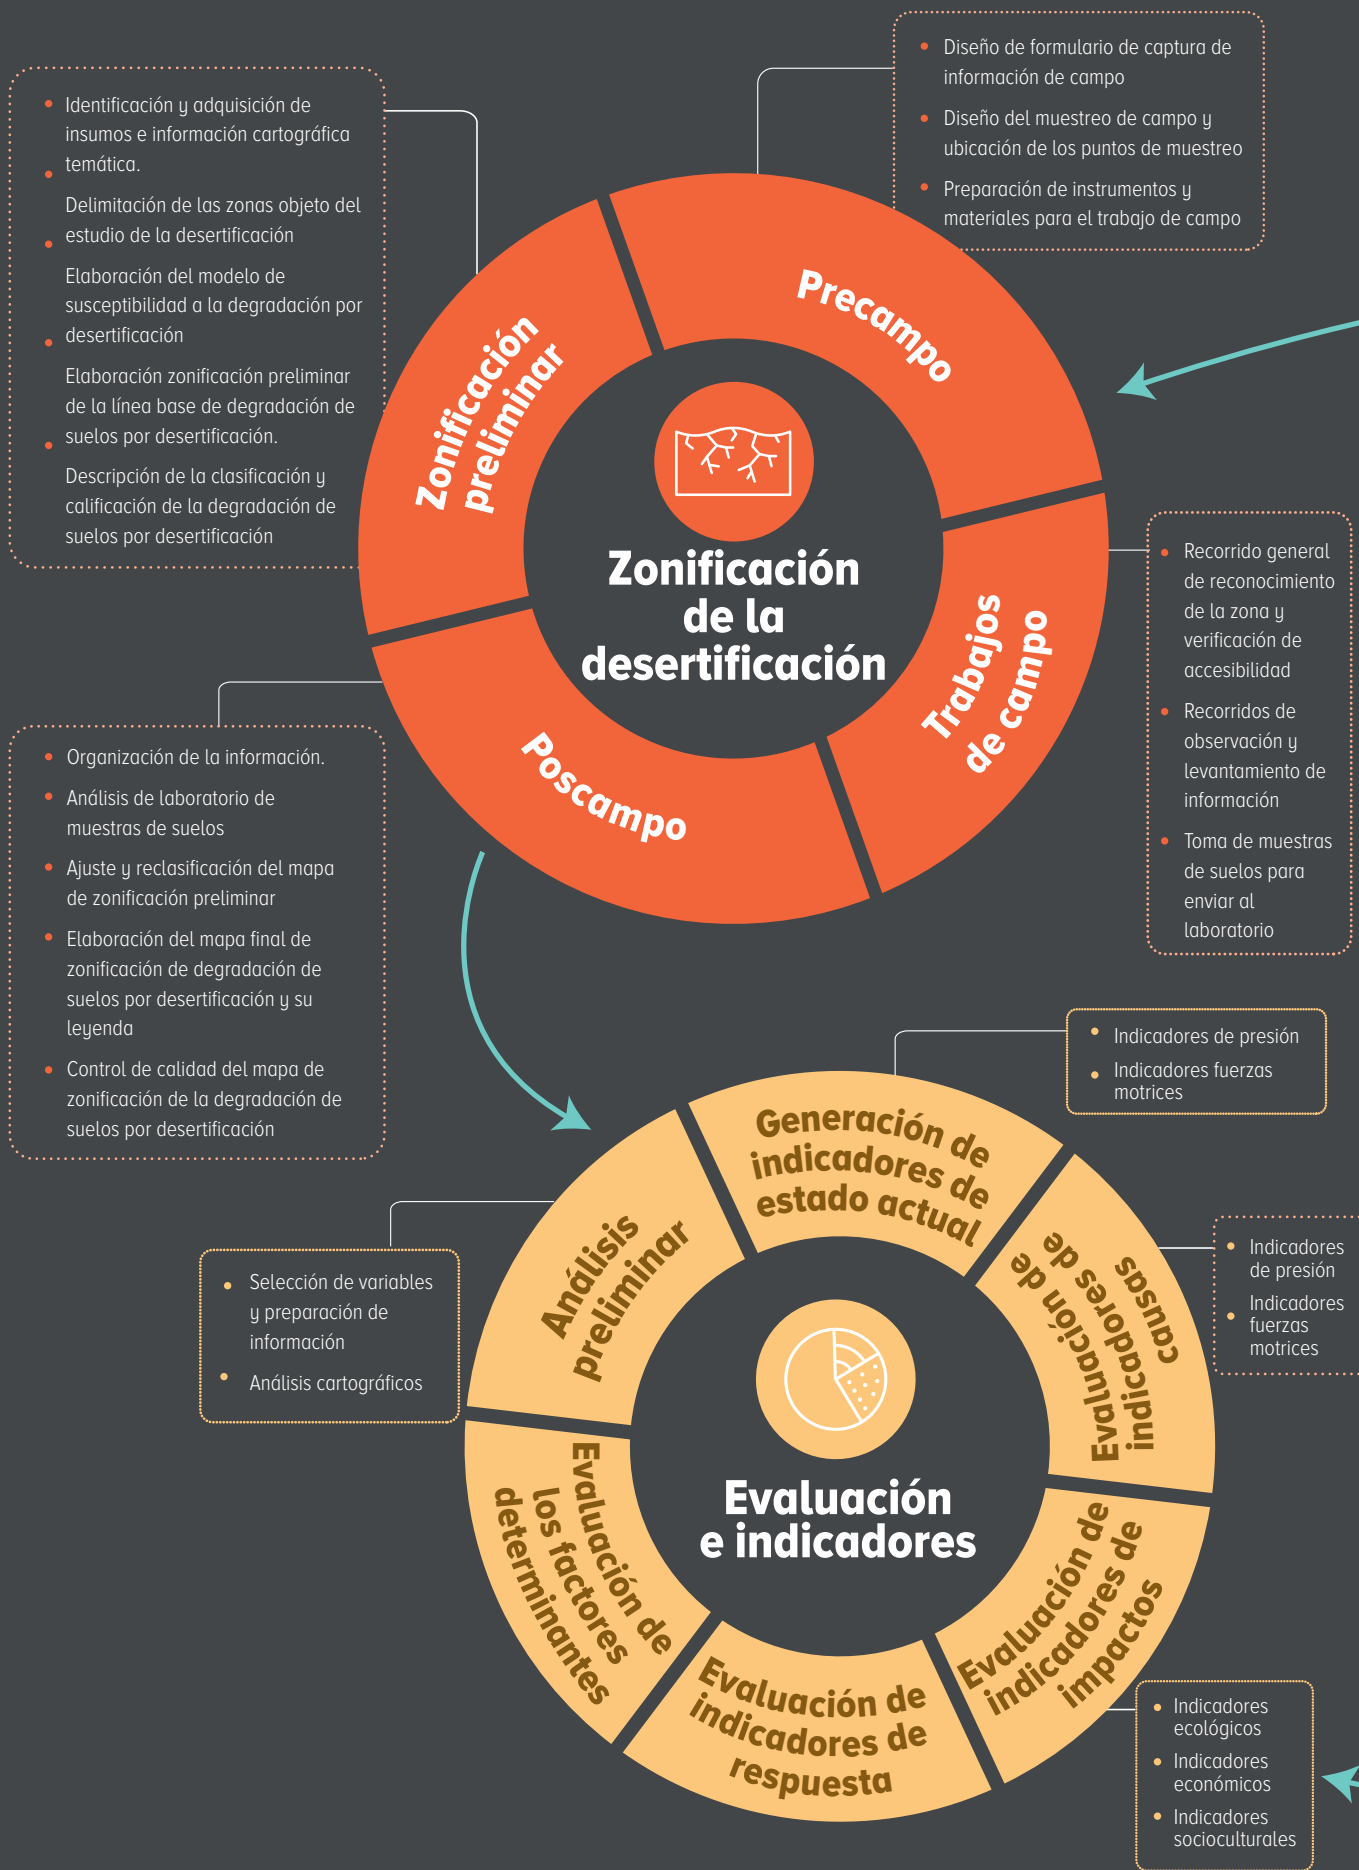 Diseño de formulario de captura de
información de campo
Diseño del muestreo de campo y
ubicación de los puntos de muestreo
Preparación de instrumentos y
materiales para el trabajo de campo
Identificación y adquisición de
insumos e información cartográfica
temática.
Delimitación de las zonas objeto del
estudio de la desertificación
Elaboración del modelo de
susceptibilidad a la degradación por
desertificación
Elaboración zonificación preliminar
de la línea base de degradación de
suelos por desertificación.
Descripción de la clasificación y
calificación de la degradación de
suelos por desertificación
Zonificación
preliminar
Precampo
Trabajos
de campo
Poscampo
Zonificación
de la
desertificación
Recorrido general
de reconocimiento
de la zona y
verificación de
accesibilidad
Recorridos de
observación y
levantamiento de
información
Toma de muestras
de suelos para
enviar al
laboratorio
Organización de la información.
Análisis de laboratorio de
muestras de suelos
Ajuste y reclasificación del mapa
de zonificación preliminar
Elaboración del mapa final de
zonificación de degradación de
suelos por desertificación y su
leyenda
Control de calidad del mapa de
zonificación de la degradación de
suelos por desertificación
Indicadores de presión
Indicadores fuerzas
motrices
Generación de
indicadores de
estado actual
Análisis
preliminar
Evaluación de
indicadores de
causas
Indicadores
de presión
Indicadores
fuerzas
motrices
Selección de variables
y preparación de
información
Análisis cartográficos
Evaluación
e indicadores
Evaluación de
los factores
determinantes
Evaluación de
indicadores de
impactos
Evaluación de
indicadores de
respuesta
Indicadores
ecológicos
Indicadores
económicos
Indicadores
socioculturales